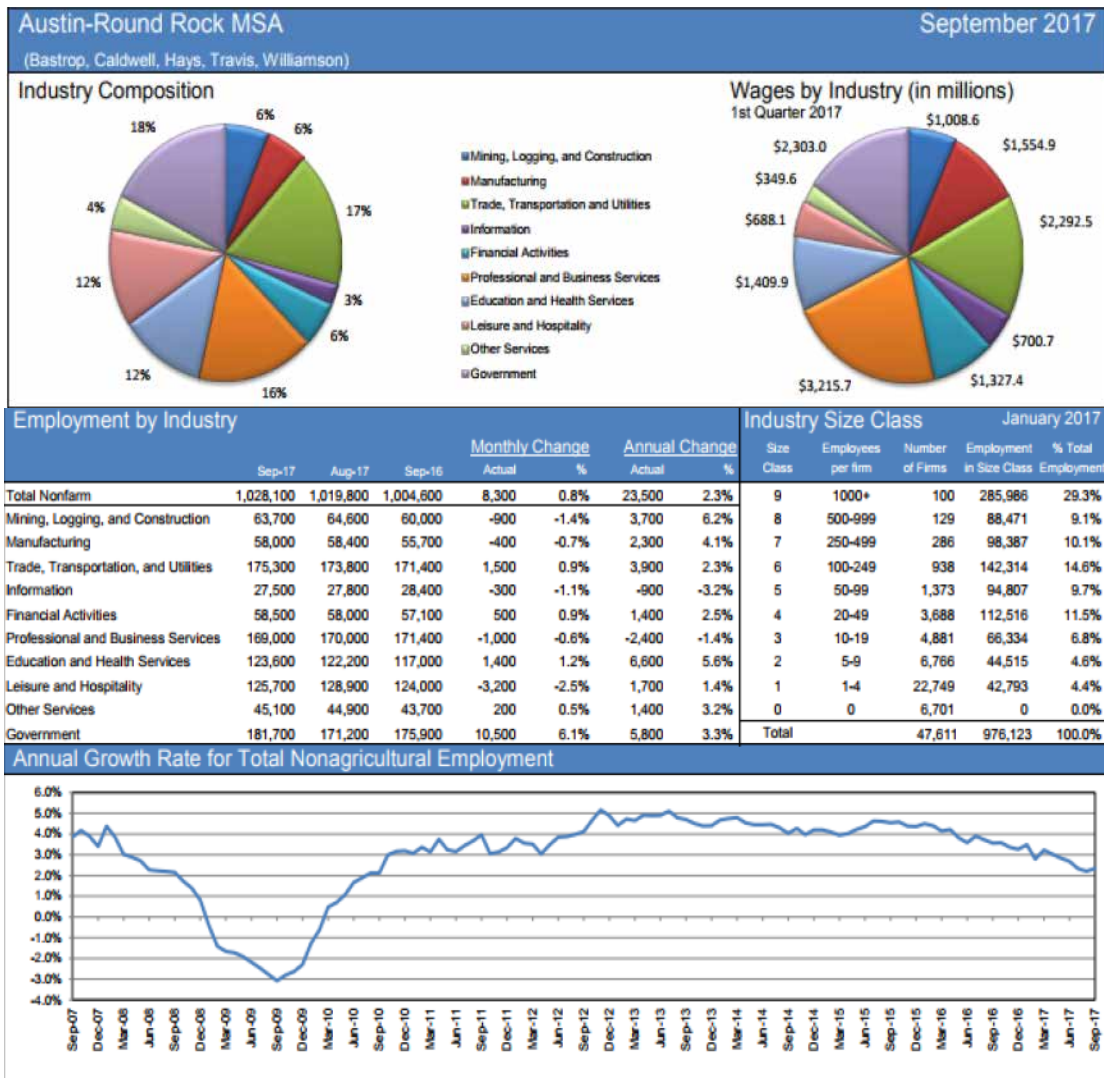 Austin-Round Rock MSA September 2017
(Bastrop, Caldwell, Hays, Travis, Williamson)
Industry Composition
18%
6%
6%
17%
3%
6%
16%
12%
12%
4%
Mining, Logging, and Construction
Manufacturing
Trade, Transportation and Utilities
Information
Financial Activities
Professional and Business Services
Education and Health Services
Leisure and Hospitality
Other Services
Government
Wages by Industry (in millions)
1st Quarter 2017
$1,008.6
$1,554.9
$2,292.5
$700.7
$1,327.4
$3,215.7
$1,409.9
$688.1
$349.6
$2,303.0
Employment by Industry
Monthly Change Annual Change
Sep-17 Aug-17 Sep-16 Actual % Actual %
Total Nonfarm 1,028,100 1,019,800 1,004,600 8,300 0.8% 23,500 2.3%
Mining, Logging, and Construction 63,700 64,600 60,000 -900 -1.4% 3,700 6.2%
Manufacturing 58,000 58,400 55,700 -400 -0.7% 2,300 4.1%
Trade, Transportation, and Utilities 175,300 173,800 171,400 1,500 0.9% 3,900 2.3%
Information 27,500 27,800 28,400 -300 -1.1% -900 -3.2%
Financial Activities 58,500 58,000 57,100 500 0.9% 1,400 2.5%
Professional and Business Services 169,000 170,000 171,400 -1,000 -0.6% -2,400 -1.4%
Education and Health Services 123,600 122,200 117,000 1,400 1.2% 6,600 5.6%
Leisure and Hospitality 125,700 128,900 124,000 -3,200 -2.5% 1,700 1.4%
Other Services 45,100 44,900 43,700 200 0.5% 1,400 3.2%
Government 181,700 171,200 175,900 10,500 6.1% 5,800 3.3%
Industry Size Class January 2017
Size Employees Number Employment % Total
Class per firm of Firms in Size Class Employment
9 1000+ 100 285,986 29.3%
8 500-999 129 88,471 9.1%
7 250-499 286 98,387 10.1%
6 100-249 938 142,314 14.6%
5 50-99 1,373 94,807 9.7%
4 20-49 3,688 112,516 11.5%
3 10-19 4,881 66,334 6.8%
2 5-9 6,766 44,515 4.6%
1 1-4 22,749 42,793 4.4%
0 0 6,701 0 0.0%
Total 47,611 976,123 100.0%
Annual Growth Rate for Total Nonagricultural Employment
6.0%
5.0%
4.0%
3.0%
2.0%
1.0%
0.0%
-1.0%
-2.0%
-3.0%
-4.0%
Sep-07
Dec-07
Mar-08
Jun-08
Sep-08
Dec-08
Mar-09
Jun-09
Sep-09
Dec-09
Mar-10
Jun-10
Sep-10
Dec-10
Mar-11
Jun-11
Sep-11
Dec-11
Mar-12
Jun-12
Sep-12
Dec-12
Mar-13
Jun-13
Sep-13
Dec-13
Mar-14
Jun-14
Sep-14
Dec-14
Mar-15
Jun-15
Sep-15
Dec-15
Mar-16
Jun-16
Sep-16
Dec-16
Mar-17
Jun-17
Sep-17